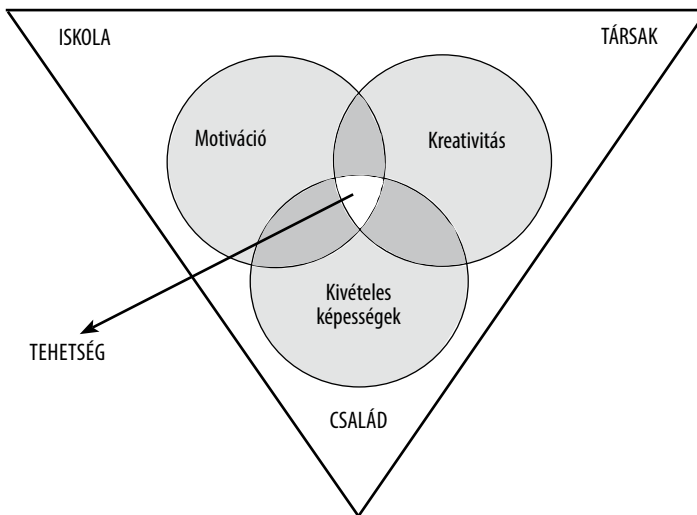 ISKOLA
TÁRSAK
Motiváció
Kreativitás
Kivételes
képességek
TEHETSÉG
CSALÁD